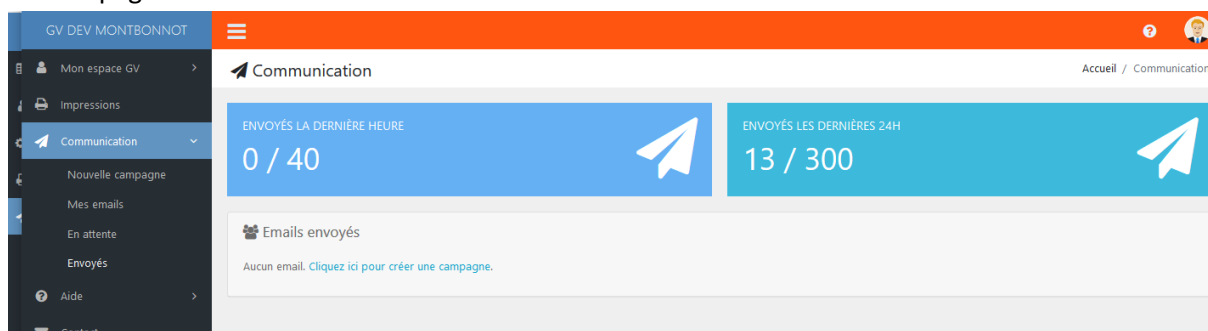 GV DEV MONTBONNOT
Mon espace GV
Communication
Accueil / Communication
Impressions
Communication
ENVOYÉS LA DERNIÈRE HEURE
0 / 40
ENVOYÉS LES DERNIÈRES 24H
13 / 300
Nouvelle campagne
Mes emails
En attente
Envoyés
Emails envoyés
Aucun email. Cliquez ici pour créer une campagne.
Aide